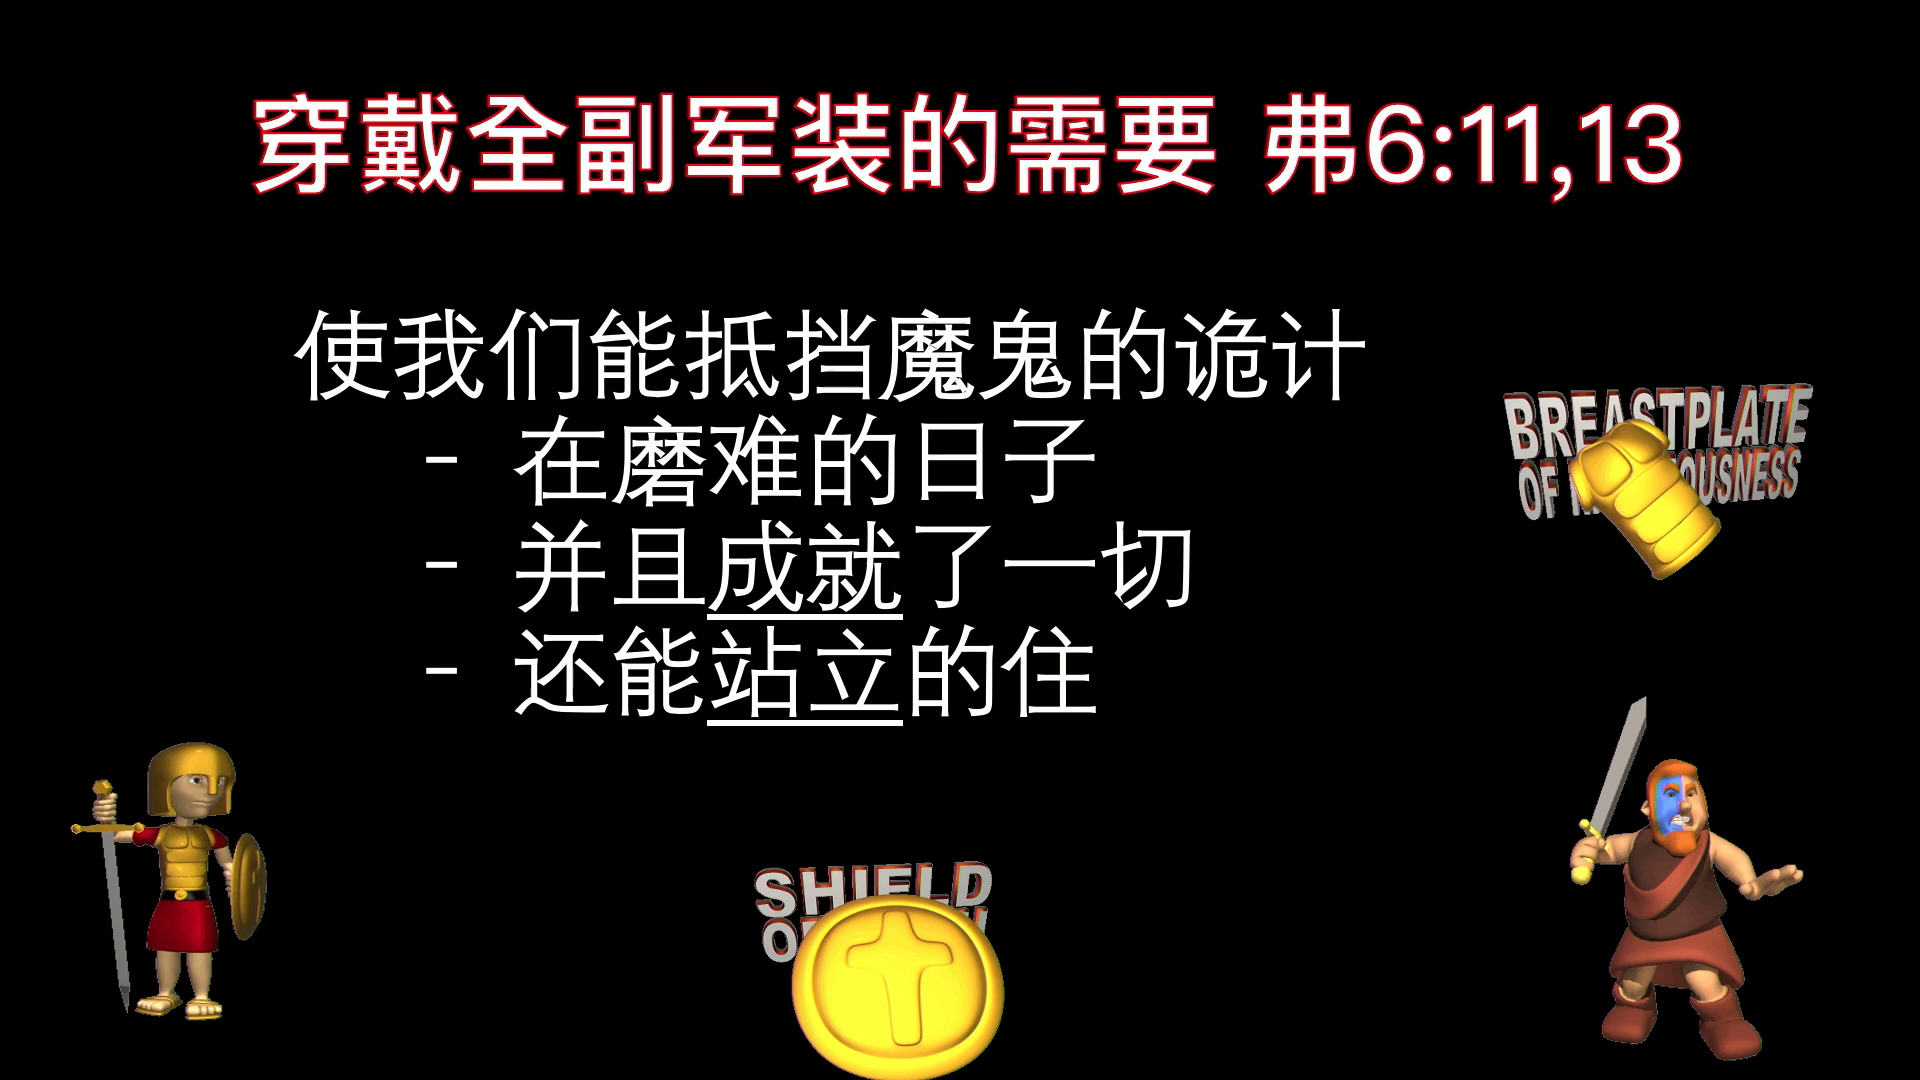 穿戴全副军装的需要 弗6:11,13
使我们能抵挡魔鬼的诡计
- 在磨难的日子
- 并且成就了一切
- 还能站立的住
BREASTPLATE
OF
SHIELD